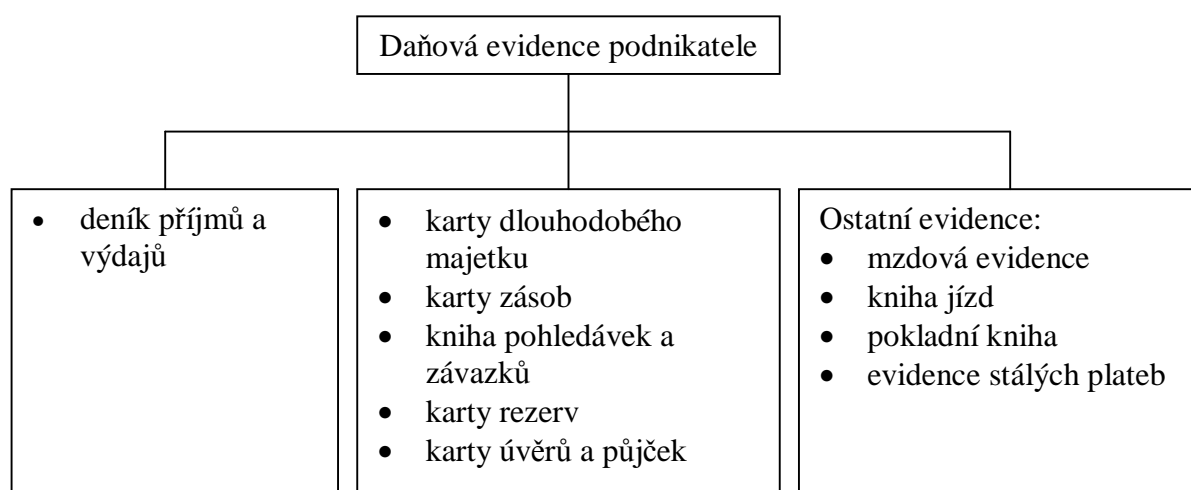 Daňová evidence podnikatele
• deník příjmů a
výdajů
• karty dlouhodobého
majetku
• karty zásob
• kniha pohledávek a
závazků
• karty rezerv
• karty úvěrů a půjček
Ostatní evidence:
• mzdová evidence
• kniha jízd
• pokladní kniha
• evidence stálých plateb